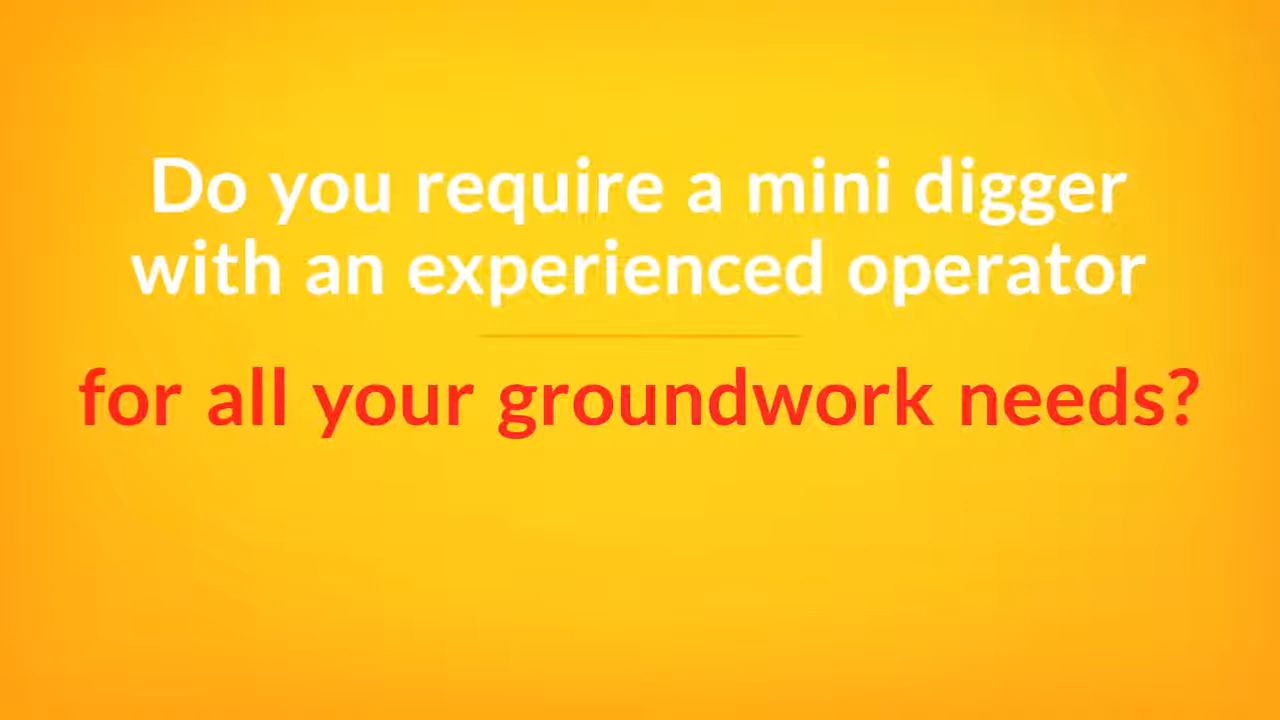 Do you require a mini digger
with an experienced operator
for all your groundwork needs?